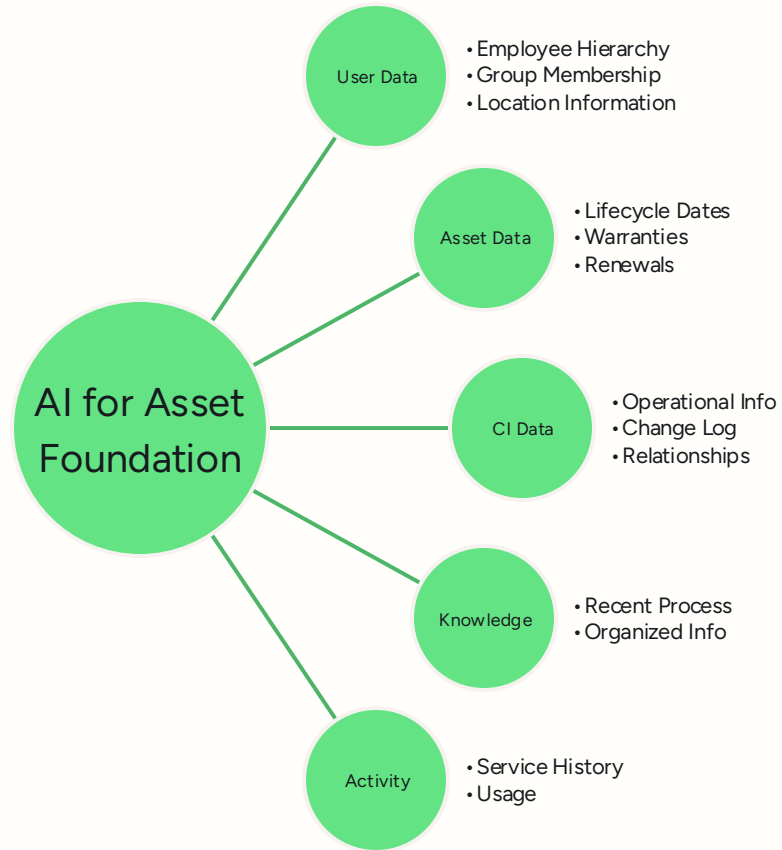 User Data
• Employee Hierarchy
• Group Membership
• Location Information
Asset Data
• Lifecycle Dates
• Warranties
• Renewals
AI for Asset
Foundation
CI Data
• Operational Info
• Change Log
• Relationships
Knowledge
• Recent Process
• Organized Info
Activity
• Service History
• Usage